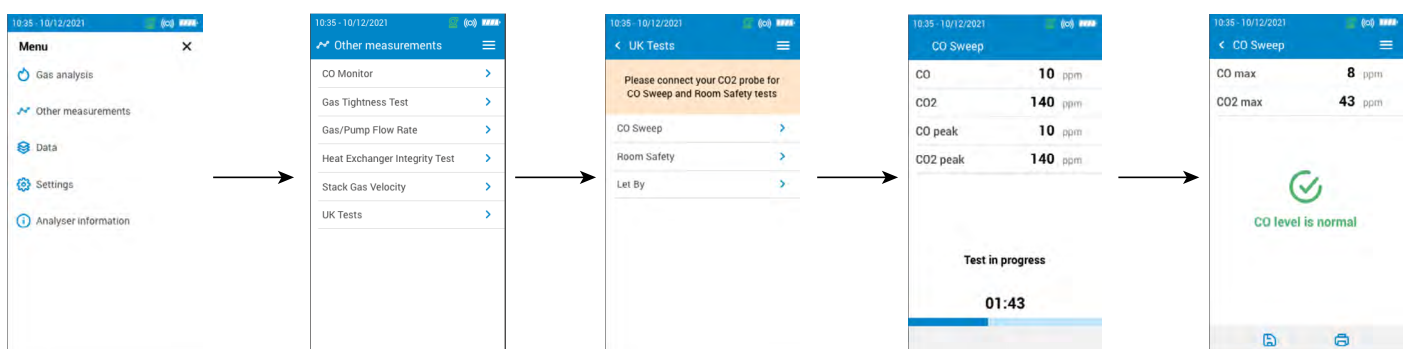 10:35 - 10/12/2021
Menu
Gas analysis
Other measurements
Data
Settings
Analyser information
10:35 - 10/12/2021
Other measurements
CO Monitor
Gas Tightness Test
Gas/Pump Flow Rate
Heat Exchanger Integrity Test
Stack Gas Velocity
UK Tests
10:35 - 10/12/2021
UK Tests
Please connect your CO2 probe for
CO Sweep and Room Safety tests
CO Sweep
Room Safety
Let By
10:35 - 10/12/2021
CO Sweep
CO 10 ppm
CO2 140 ppm
CO peak 10 ppm
CO2 peak 140 ppm
Test in progress
01:43
10:35 - 10/12/2021
CO Sweep
CO max 8 ppm
CO2 max 43 ppm
CO level is normal